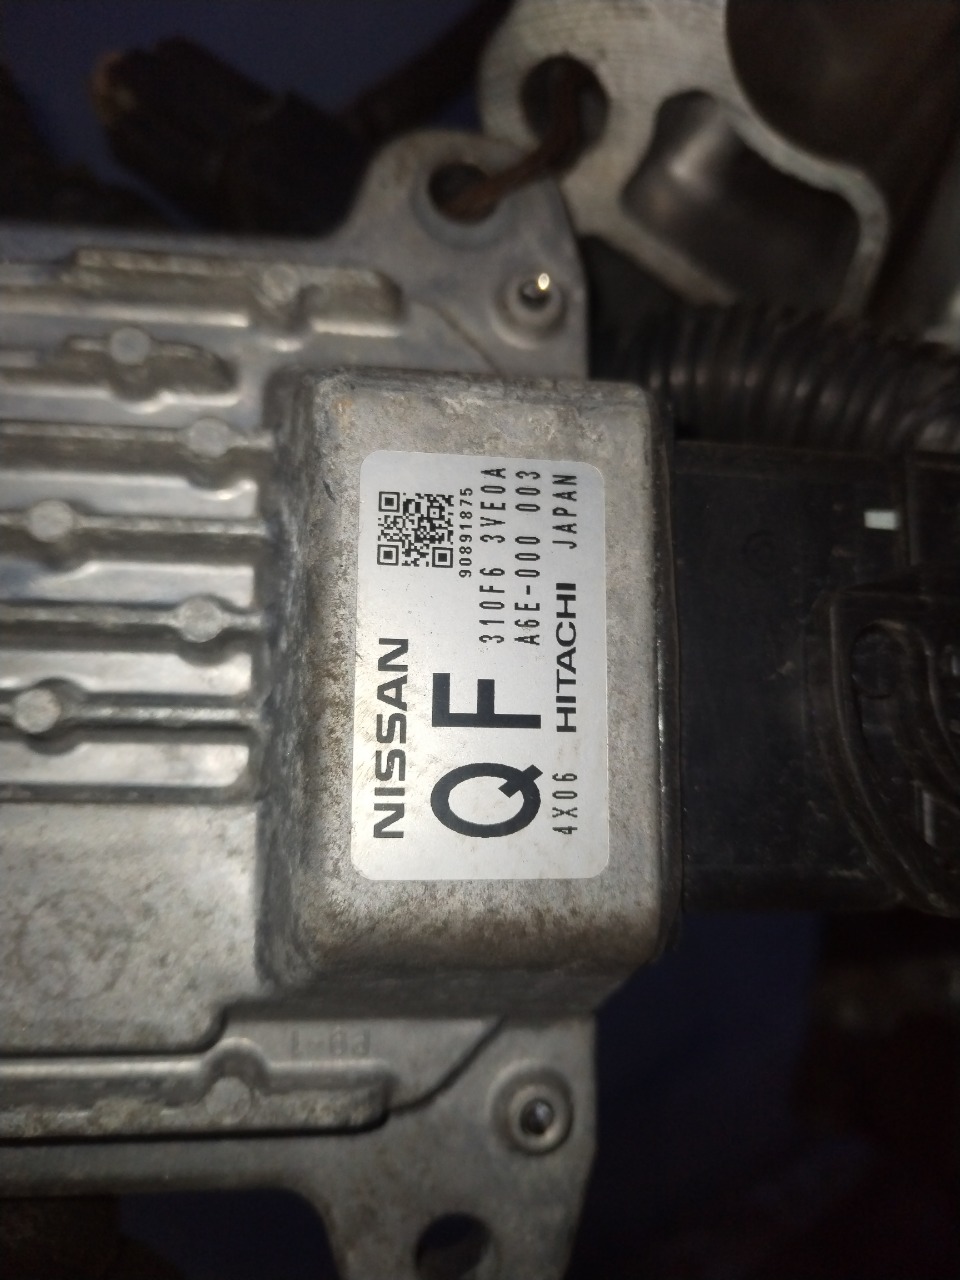 NISSAN
90891875
QF
310F6 3VE0A
A6E-000 003
4X06 HITACHI JAPAN